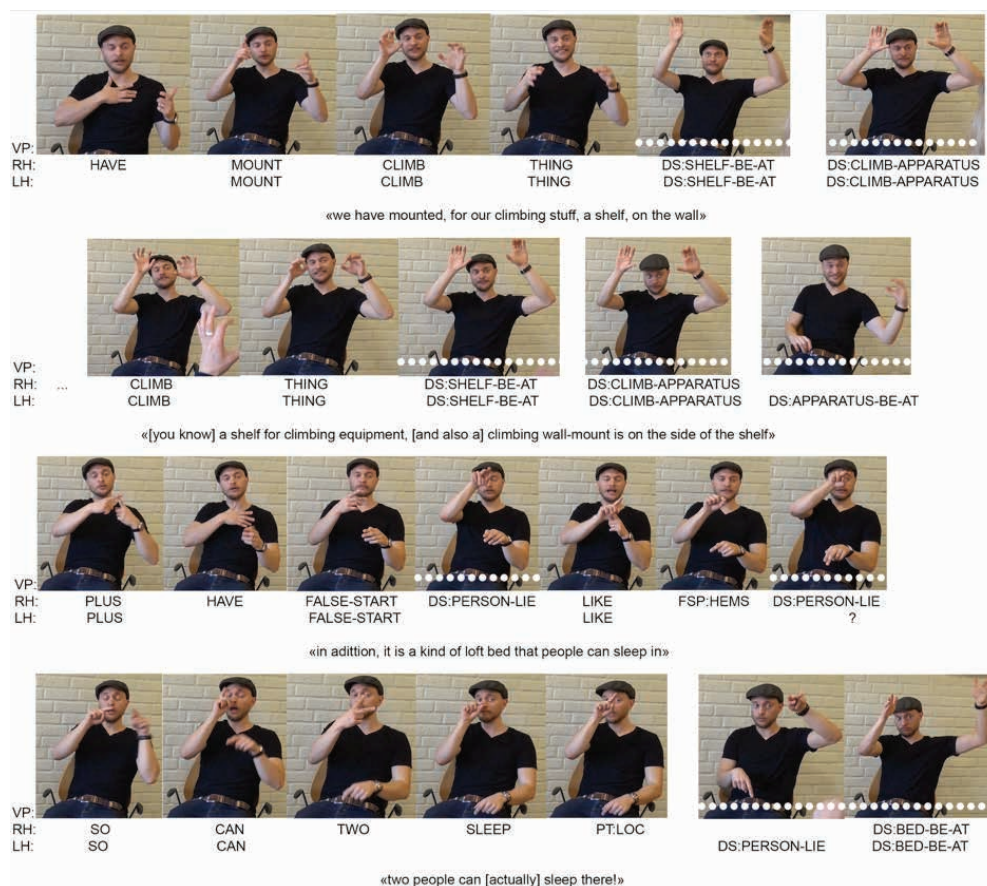 VP:
RH: HAVE MOUNT CLIMB THING DS:SHELF-BE-AT DS:CLIMB-APPARATUS
LH: MOUNT CLIMB THING DS:SHELF-BE-AT DS:CLIMB-APPARATUS
«we have mounted, for our climbing stuff, a shelf, on the wall»
VP:
RH: ... CLIMB THING DS:SHELF-BE-AT DS:CLIMB-APPARATUS
LH: CLIMB THING DS:SHELF-BE-AT DS:CLIMB-APPARATUS DS:APPARATUS-BE-AT
«[you know] a shelf for climbing equipment, [and also a] climbing wall-mount is on the side of the shelf»
VP:
RH: PLUS HAVE FALSE-START DS:PERSON-LIE LIKE FSP:HEMS DS:PERSON-LIE
LH: PLUS FALSE-START LIKE ?
«in adittion, it is a kind of loft bed that people can sleep in»
VP:
RH: SO CAN TWO SLEEP PT:LOC DS:BED-BE-AT
LH: SO CAN DS:PERSON-LIE DS:BED-BE-AT
«two people can [actually] sleep there!»